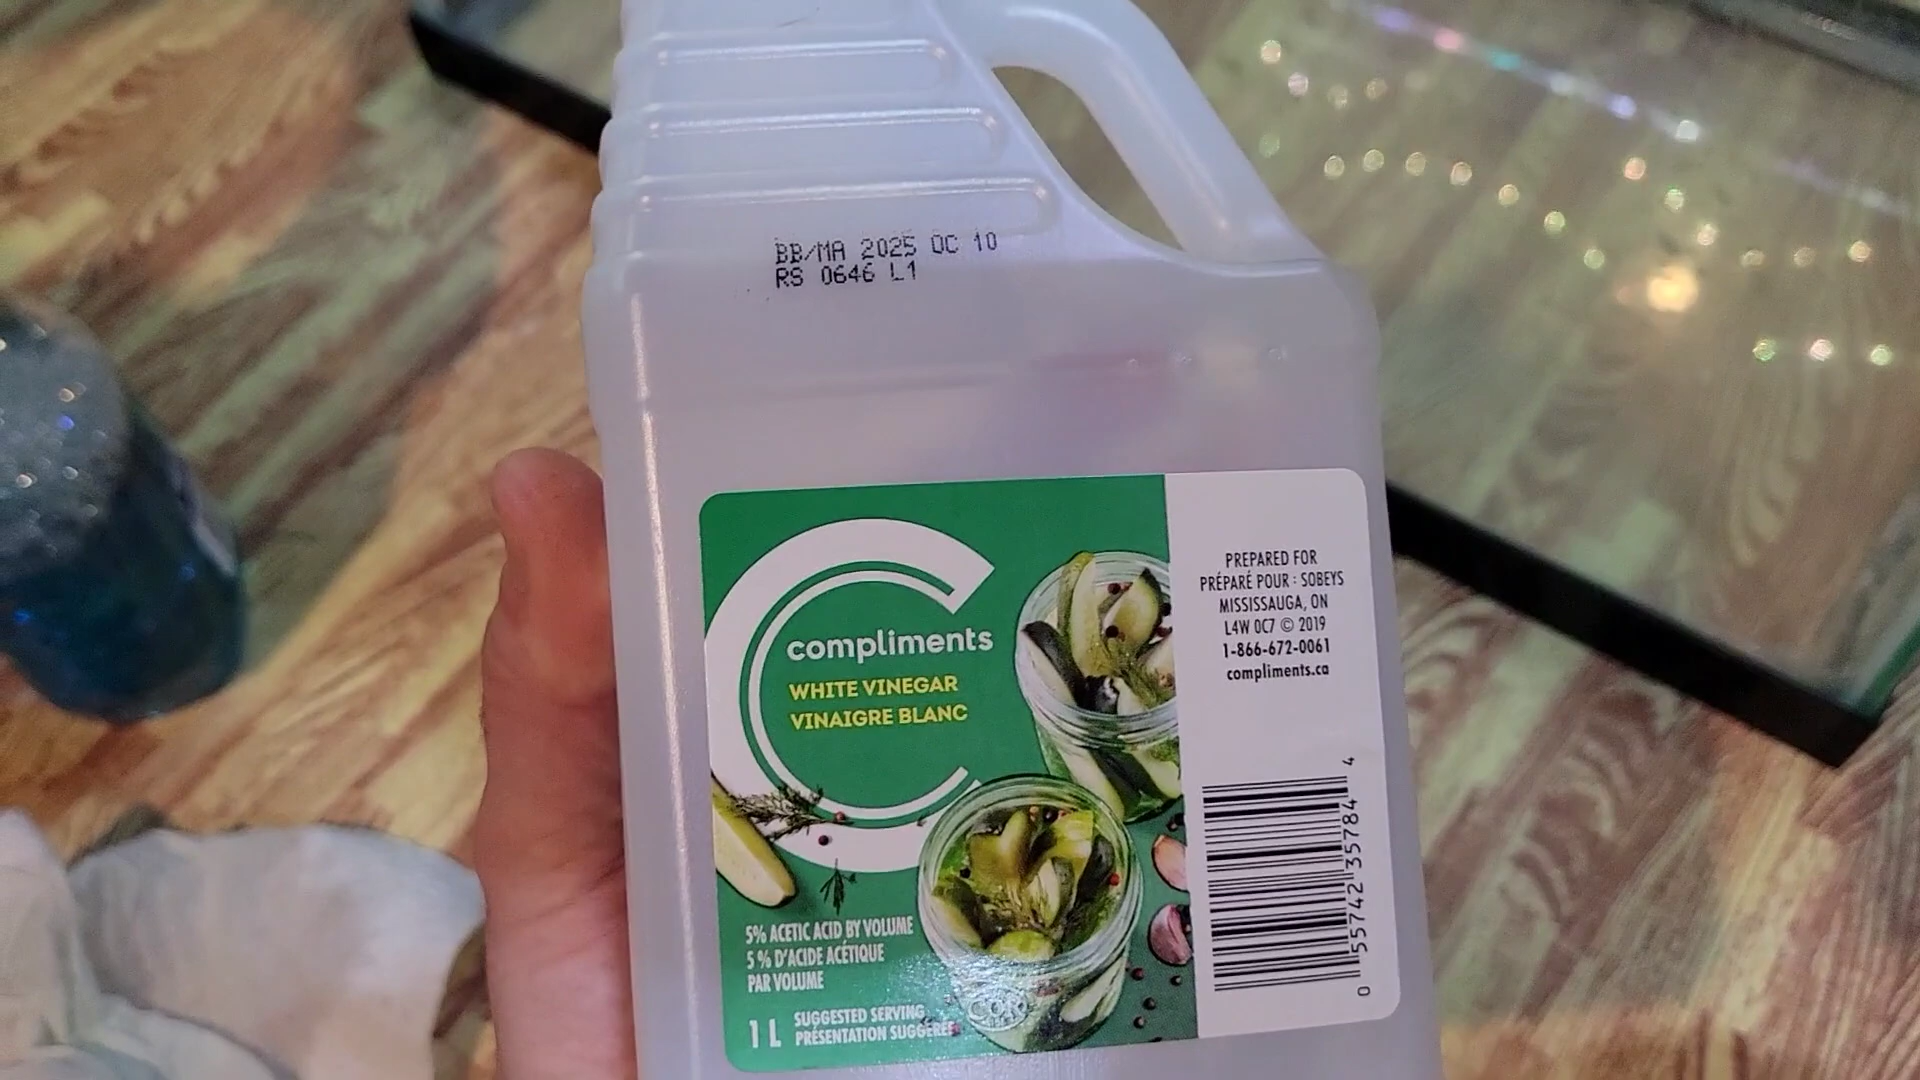 BB/MA 2025 OC 10
RS 0646 L1
compliments
WHITE VINEGAR
VINAIGRE BLANC
5% ACETIC ACID BY VOLUME
5 % D'ACIDE ACÉTIQUE
PAR VOLUME
1 L
SUGGESTED SERVING
PRÉSENTATION SUGGÉRÉE
COR
PREPARED FOR
PRÉPARÉ POUR : SOBEYS
MISSISSAUGA, ON
L4W 0C7 © 2019
1-866-672-0061
compliments.ca
0 55742 35784 4